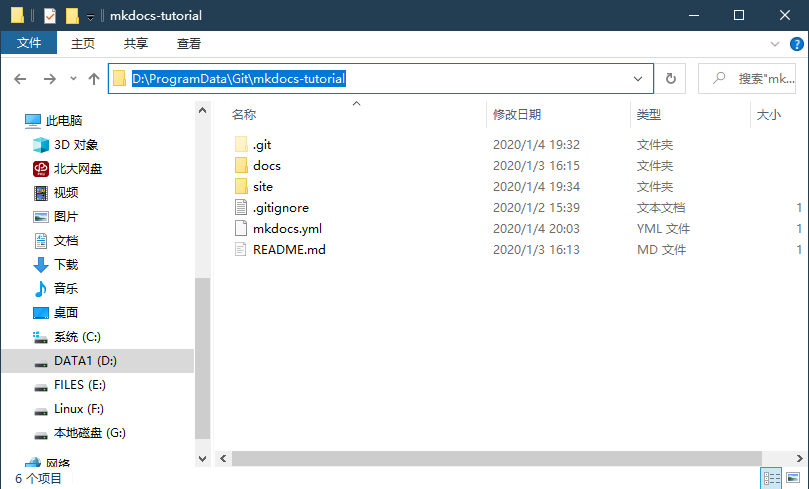 mkdocs-tutorial
文件 主页 共享 查看
D:\ProgramData\Git\mkdocs-tutorial
搜索"mk...
名称 修改日期 类型 大小
此电脑
3D 对象
北大网盘
视频
图片
文档
下载
音乐
桌面
系统 (C:)
DATA1 (D:)
FILES (E:)
Linux (F:)
本地磁盘 (G:)
网络
.git 2020/1/4 19:32 文件夹
docs 2020/1/3 16:15 文件夹
site 2020/1/4 19:34 文件夹
.gitignore 2020/1/2 15:39 文本文档 1
mkdocs.yml 2020/1/4 20:03 YML 文件 1
README.md 2020/1/3 16:13 MD 文件 1
6 个项目